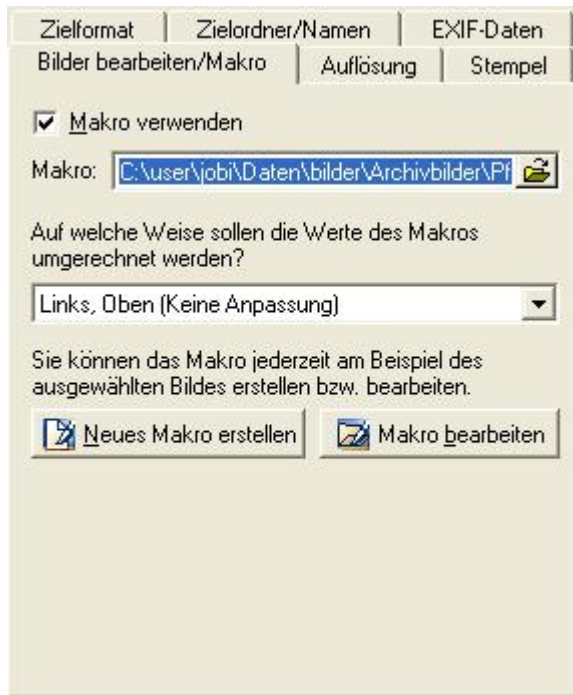 Zielformat Zielordner/Namen EXIF-Daten
Bilder bearbeiten/Makro Auflösung Stempel
Makro verwenden
Makro: C:\user\jobi\Daten\bilder\Archivbilder\Pf
Auf welche Weise sollen die Werte des Makros
umgerechnet werden?
Links, Oben (Keine Anpassung)
Sie können das Makro jederzeit am Beispiel des
ausgewählten Bildes erstellen bzw. bearbeiten.
Neues Makro erstellen Makro bearbeiten